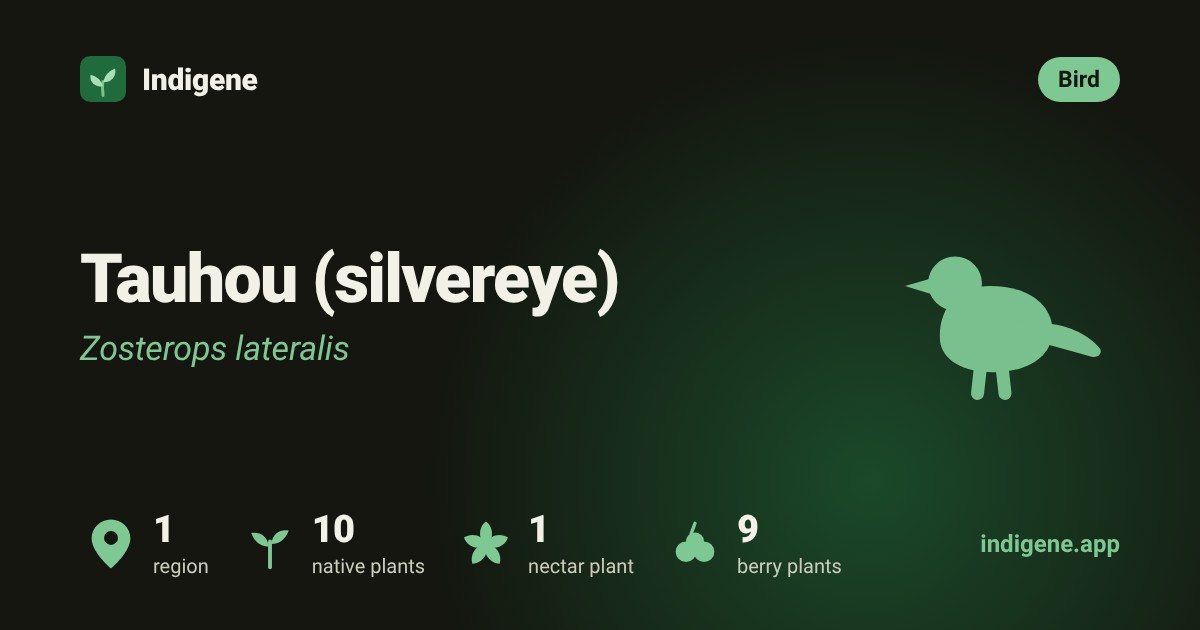 Indigene
Bird
Tauhou (silvereye)
Zosterops lateralis
1
region
10
native plants
1
nectar plant
9
berry plants
indigene.app